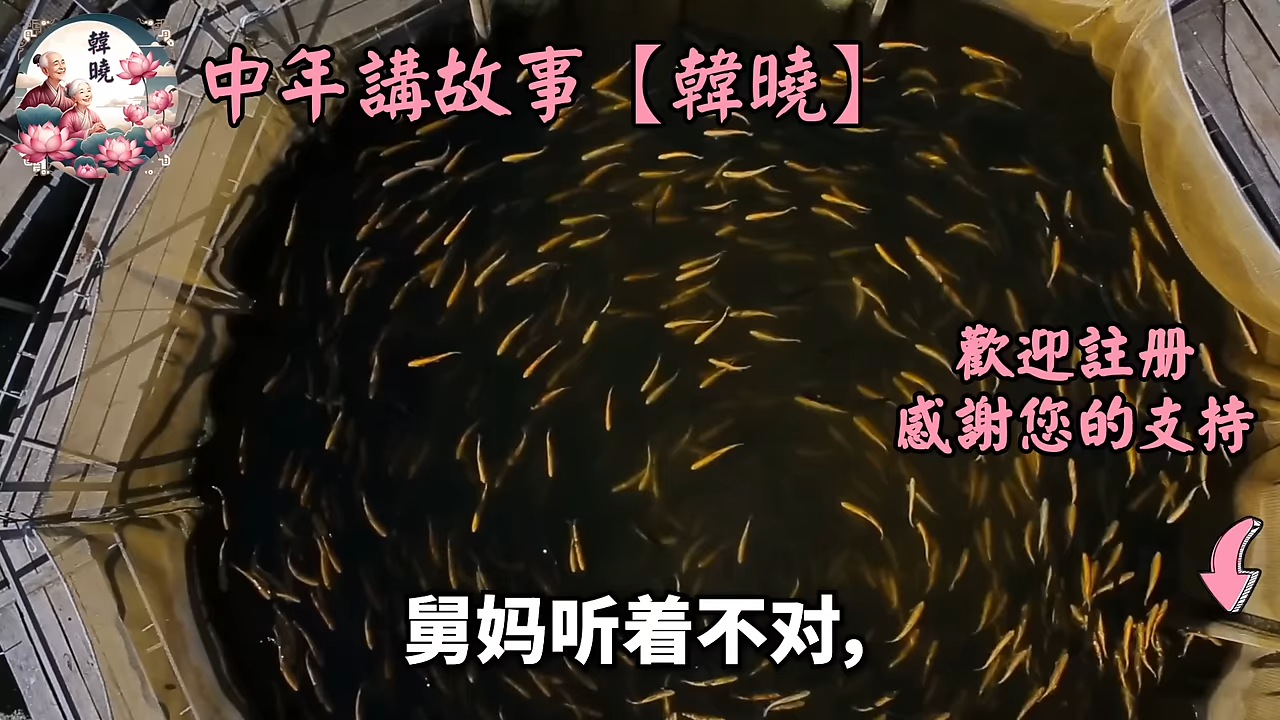 韓
曉
中年講故事【韓曉】
歡迎註册
感謝您的支持
舅妈听着不对,